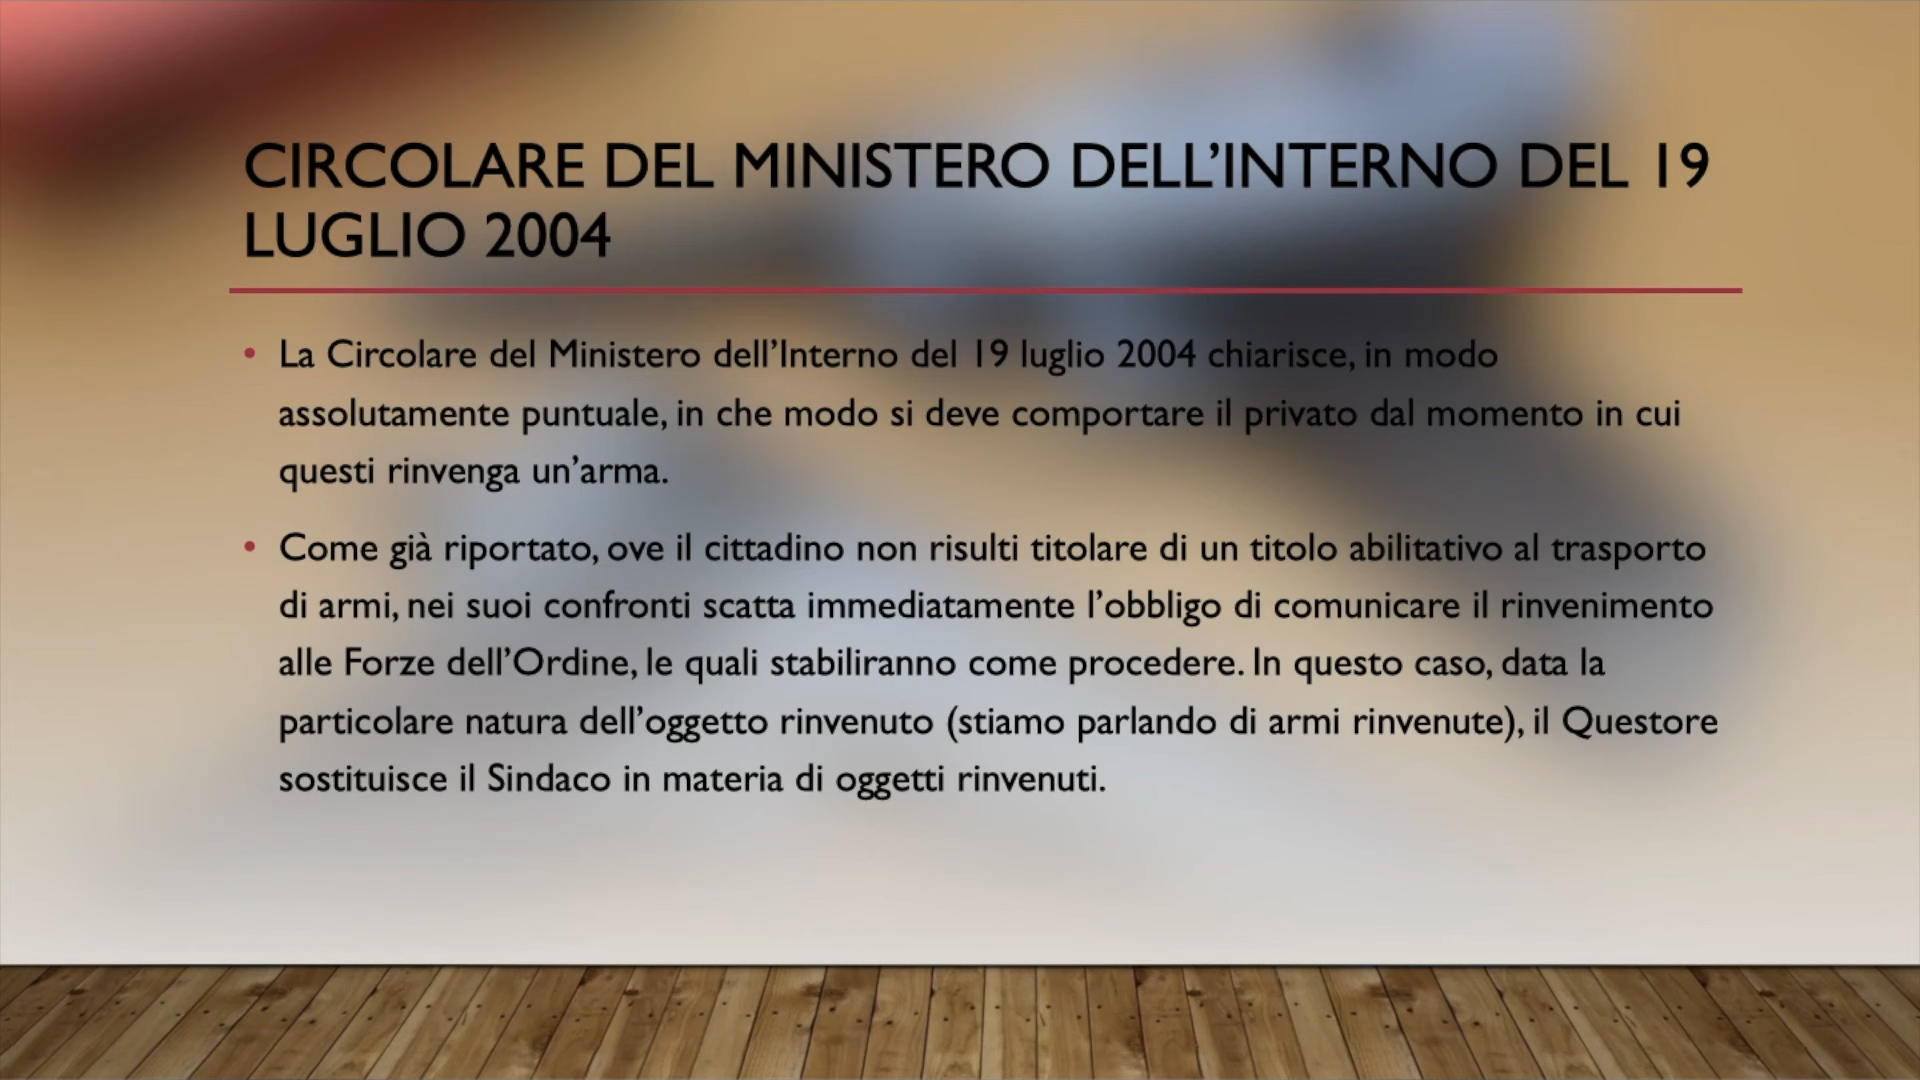 CIRCOLARE DEL MINISTERO DELL’INTERNO DEL 19
LUGLIO 2004
• La Circolare del Ministero dell’Interno del 19 luglio 2004 chiarisce, in modo
assolutamente puntuale, in che modo si deve comportare il privato dal momento in cui
questi rinvenga un’arma.
• Come già riportato, ove il cittadino non risulti titolare di un titolo abilitativo al trasporto
di armi, nei suoi confronti scatta immediatamente l’obbligo di comunicare il rinvenimento
alle Forze dell’Ordine, le quali stabiliranno come procedere. In questo caso, data la
particolare natura dell’oggetto rinvenuto (stiamo parlando di armi rinvenute), il Questore
sostituisce il Sindaco in materia di oggetti rinvenuti.